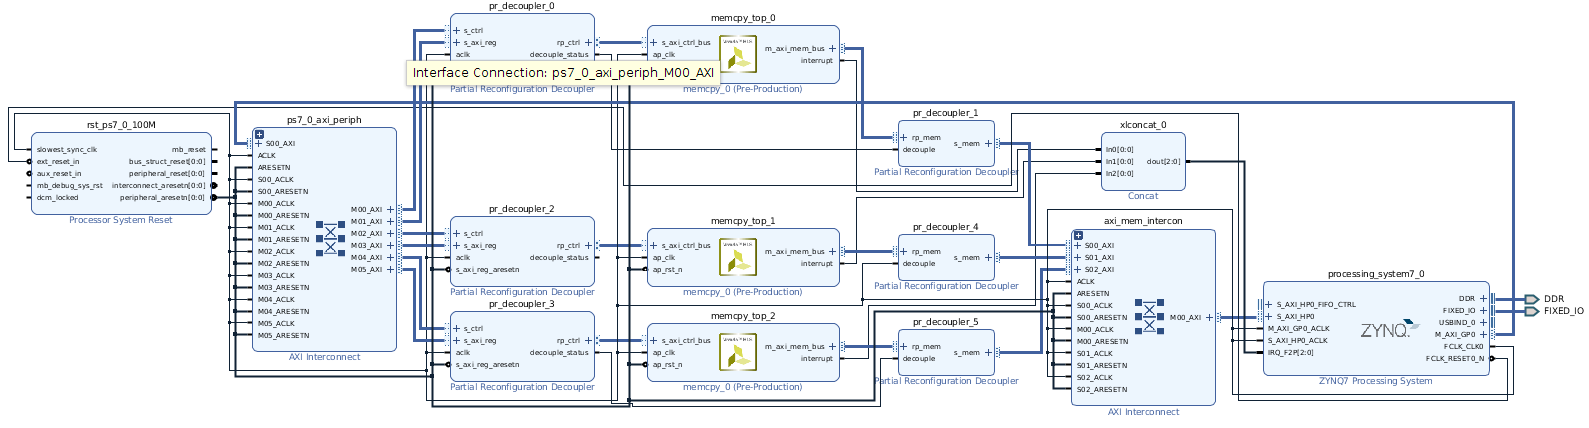 pr_decoupler_0
s_ctrl
s_axi_reg
aclk
rp_ctrl
decouple_status
Partial Reconfiguration Decoupler
memcpy_top_0
s_axi_ctrl_bus
ap_clk
m_axi_mem_bus
interrupt
memcpy_0 (Pre-Production)
Interface Connection: ps7_0_axi_periph_M00_AXI
rst_ps7_0_100M
slowest_sync_clk
ext_reset_in
aux_reset_in
mb_debug_sys_rst
dcm_locked
mb_reset
bus_struct_reset[0:0]
peripheral_reset[0:0]
interconnect_aresetn[0:0]
peripheral_aresetn[0:0]
Processor System Reset
ps7_0_axi_periph
S00_AXI
ACLK
ARESETN
S00_ACLK
S00_ARESETN
M00_ACLK
M00_ARESETN
M01_ACLK
M01_ARESETN
M02_ACLK
M02_ARESETN
M03_ACLK
M03_ARESETN
M04_ACLK
M04_ARESETN
M05_ACLK
M05_ARESETN
M00_AXI
M01_AXI
M02_AXI
M03_AXI
M04_AXI
M05_AXI
AXI Interconnect
pr_decoupler_1
rp_mem
decouple
s_mem
Partial Reconfiguration Decoupler
xlconcat_0
In0[0:0]
In1[0:0]
In2[0:0]
dout[2:0]
Concat
pr_decoupler_2
s_ctrl
s_axi_reg
aclk
s_axi_reg_aresetn
rp_ctrl
decouple_status
Partial Reconfiguration Decoupler
memcpy_top_1
s_axi_ctrl_bus
ap_clk
ap_rst_n
m_axi_mem_bus
interrupt
memcpy_0 (Pre-Production)
pr_decoupler_4
rp_mem
decouple
s_mem
Partial Reconfiguration Decoupler
pr_decoupler_3
s_ctrl
s_axi_reg
aclk
s_axi_reg_aresetn
rp_ctrl
decouple_status
Partial Reconfiguration Decoupler
memcpy_top_2
s_axi_ctrl_bus
ap_clk
ap_rst_n
m_axi_mem_bus
interrupt
memcpy_0 (Pre-Production)
pr_decoupler_5
rp_mem
decouple
s_mem
Partial Reconfiguration Decoupler
axi_mem_intercon
S00_AXI
S01_AXI
S02_AXI
ACLK
ARESETN
S00_ACLK
S00_ARESETN
M00_ACLK
M00_ARESETN
S01_ACLK
S01_ARESETN
S02_ACLK
S02_ARESETN
M00_AXI
AXI Interconnect
processing_system7_0
S_AXI_HP0_FIFO_CTRL
S_AXI_HP0
M_AXI_GP0_ACLK
S_AXI_HP0_ACLK
IRQ_F2P[2:0]
ZYNQ
DDR
FIXED_IO
USBIND_0
M_AXI_GP0
FCLK_CLK0
FCLK_RESET0_N
ZYNQ7 Processing System
DDR
FIXED_IO